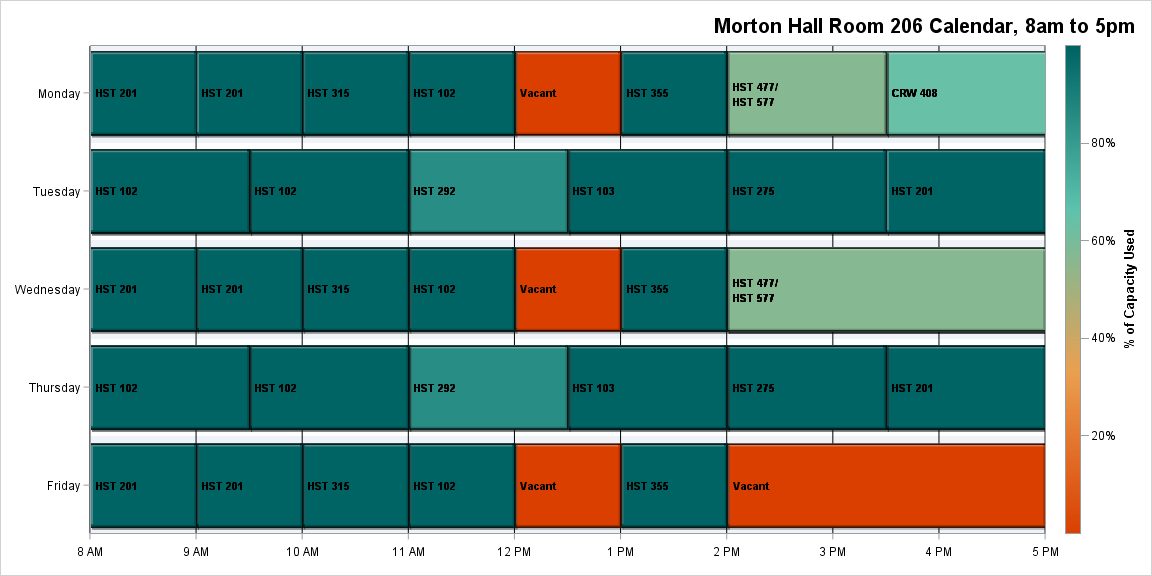 Morton Hall Room 206 Calendar, 8am to 5pm
Monday
HST 201
HST 201
HST 315
HST 102
Vacant
HST 355
HST 477/
HST 577
CRW 408
Tuesday
HST 102
HST 102
HST 292
HST 103
HST 275
HST 201
Wednesday
HST 201
HST 201
HST 315
HST 102
Vacant
HST 355
HST 477/
HST 577
Thursday
HST 102
HST 102
HST 292
HST 103
HST 275
HST 201
Friday
HST 201
HST 201
HST 315
HST 102
Vacant
HST 355
Vacant
8 AM
9 AM
10 AM
11 AM
12 PM
1 PM
2 PM
3 PM
4 PM
5 PM
80%
60%
40%
20%
% of Capacity Used